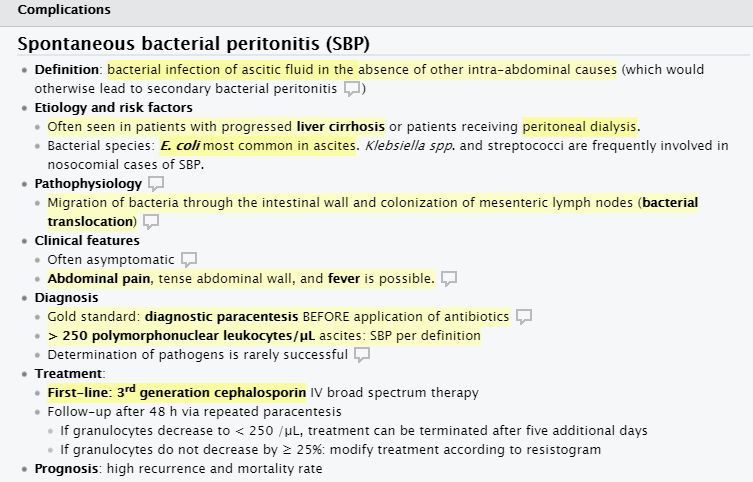 Complications
Spontaneous bacterial peritonitis (SBP)
Definition: bacterial infection of ascitic fluid in the absence of other intra-abdominal causes (which would
otherwise lead to secondary bacterial peritonitis )
Etiology and risk factors
Often seen in patients with progressed liver cirrhosis or patients receiving peritoneal dialysis.
Bacterial species: E. coli most common in ascites. Klebsiella spp. and streptococci are frequently involved in
nosocomial cases of SBP.
Pathophysiology
Migration of bacteria through the intestinal wall and colonization of mesenteric lymph nodes (bacterial
translocation)
Clinical features
Often asymptomatic
Abdominal pain, tense abdominal wall, and fever is possible.
Diagnosis
Gold standard: diagnostic paracentesis BEFORE application of antibiotics
> 250 polymorphonuclear leukocytes/μL ascites: SBP per definition
Determination of pathogens is rarely successful
Treatment:
First-line: 3rd generation cephalosporin IV broad spectrum therapy
Follow-up after 48 h via repeated paracentesis
If granulocytes decrease to < 250 /μL, treatment can be terminated after five additional days
If granulocytes do not decrease by ≥ 25%: modify treatment according to resistogram
Prognosis: high recurrence and mortality rate